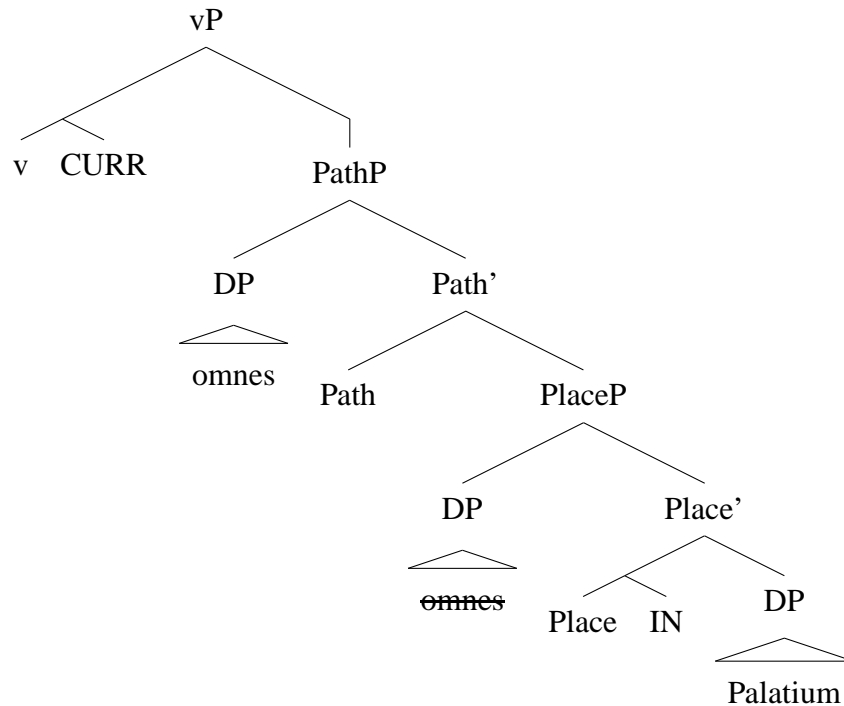 vP
v CURR
PathP
DP Path’
omnes
Path PlaceP
DP Place’
omnes
Place IN DP
Palatium